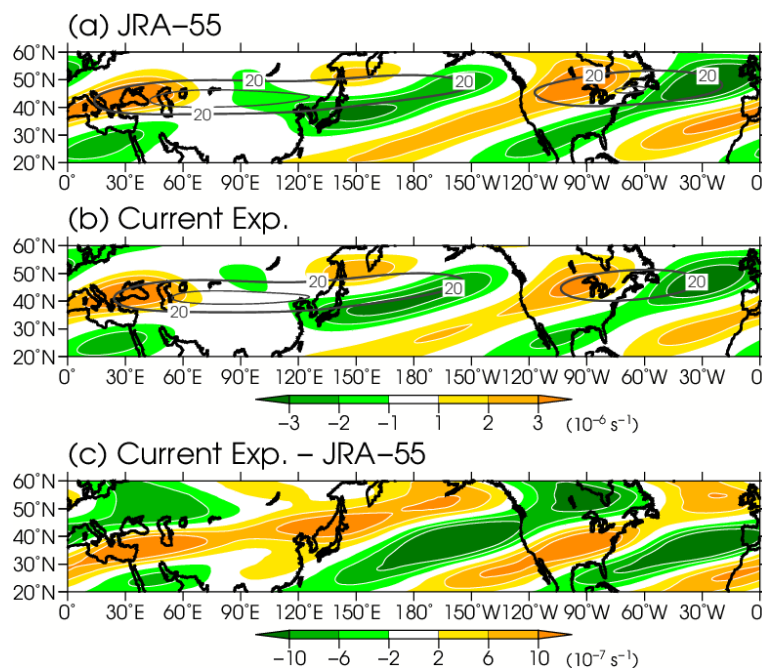 (a) JRA–55
60˚N
50˚N
40˚N
30˚N
20˚N
20
20
20
20
0˚ 30˚E 60˚E 90˚E 120˚E 150˚E 180˚ 150˚W 120˚W 90˚W 60˚W 30˚W 0˚
(b) Current Exp.
60˚N
50˚N
40˚N
30˚N
20˚N
20
20
20
20
0˚ 30˚E 60˚E 90˚E 120˚E 150˚E 180˚ 150˚W 120˚W 90˚W 60˚W 30˚W 0˚
−3 −2 −1 1 2 3 (10⁻⁶ s⁻¹)
(c) Current Exp. – JRA–55
60˚N
50˚N
40˚N
30˚N
20˚N
0˚ 30˚E 60˚E 90˚E 120˚E 150˚E 180˚ 150˚W 120˚W 90˚W 60˚W 30˚W 0˚
−10 −6 −2 2 6 10 (10⁻⁷ s⁻¹)